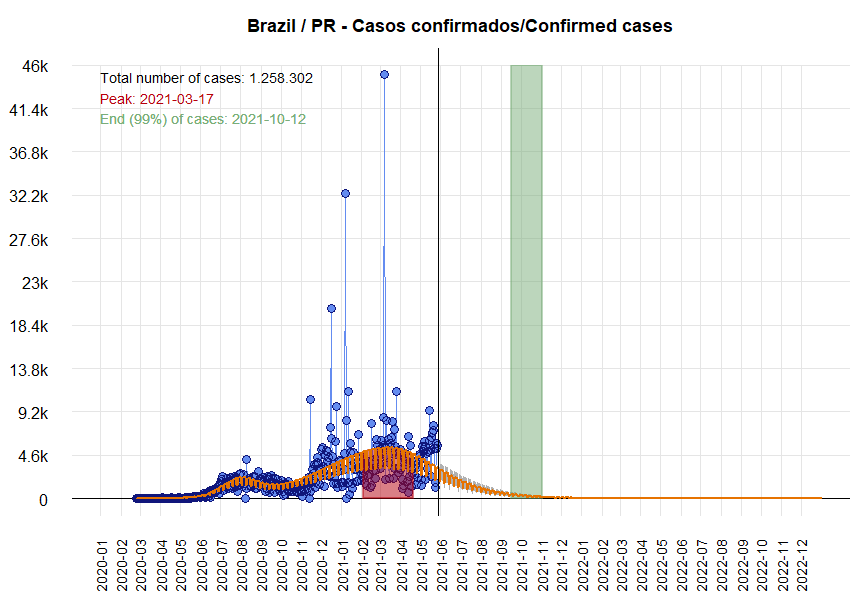 Brazil / PR - Casos confirmados/Confirmed cases
46k
Total number of cases: 1.258.302
Peak: 2021-03-17
41.4k
End (99%) of cases: 2021-10-12
36.8k
32.2k
27.6k
23k
18.4k
13.8k
9.2k
4.6k
0
2020-01
2020-02
2020-03
2020-04
2020-05
2020-06
2020-07
2020-08
2020-09
2020-10
2020-11
2020-12
2021-01
2021-02
2021-03
2021-04
2021-05
2021-06
2021-07
2021-08
2021-09
2021-10
2021-11
2021-12
2022-01
2022-02
2022-03
2022-04
2022-05
2022-06
2022-07
2022-08
2022-09
2022-10
2022-11
2022-12